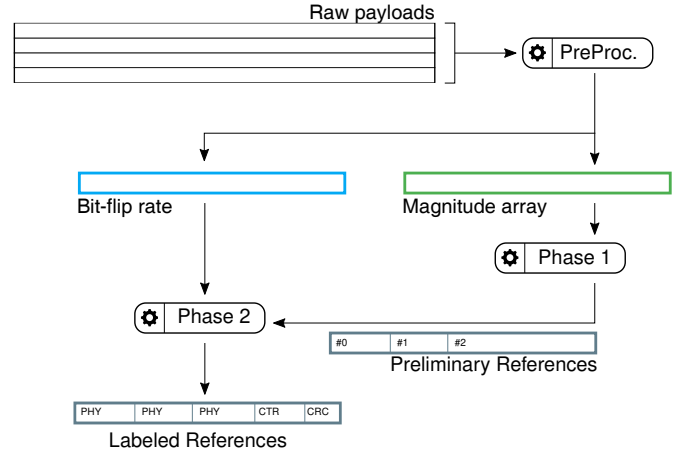 Raw payloads
PreProc.
Bit-flip rate
Magnitude array
Phase 1
Phase 2
#0 #1 #2
Preliminary References
PHY PHY PHY CTR CRC
Labeled References